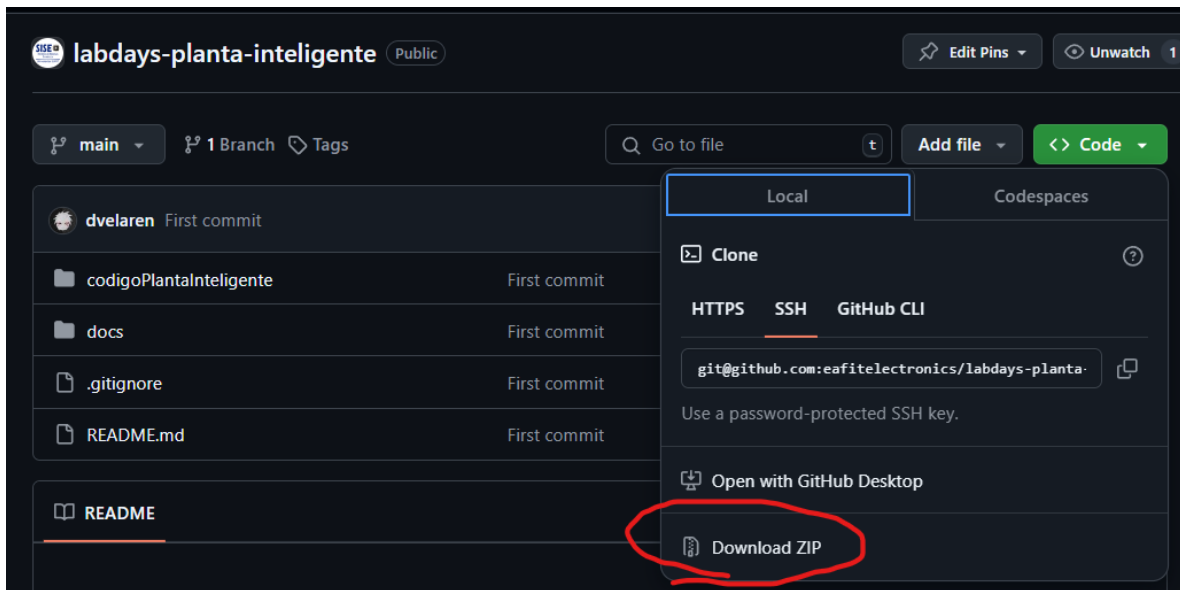 SISE
labdays-planta-inteligente Public
Edit Pins
Unwatch 1
main
1 Branch
Tags
Go to file t
Add file
<> Code
Local
Codespaces
dvelaren First commit
Clone
?
codigoPlantaInteligente First commit
HTTPS
SSH
GitHub CLI
docs First commit
git@github.com:eafitelectronics/labdays-planta-
.gitignore First commit
Use a password-protected SSH key.
README.md First commit
Open with GitHub Desktop
README
Download ZIP